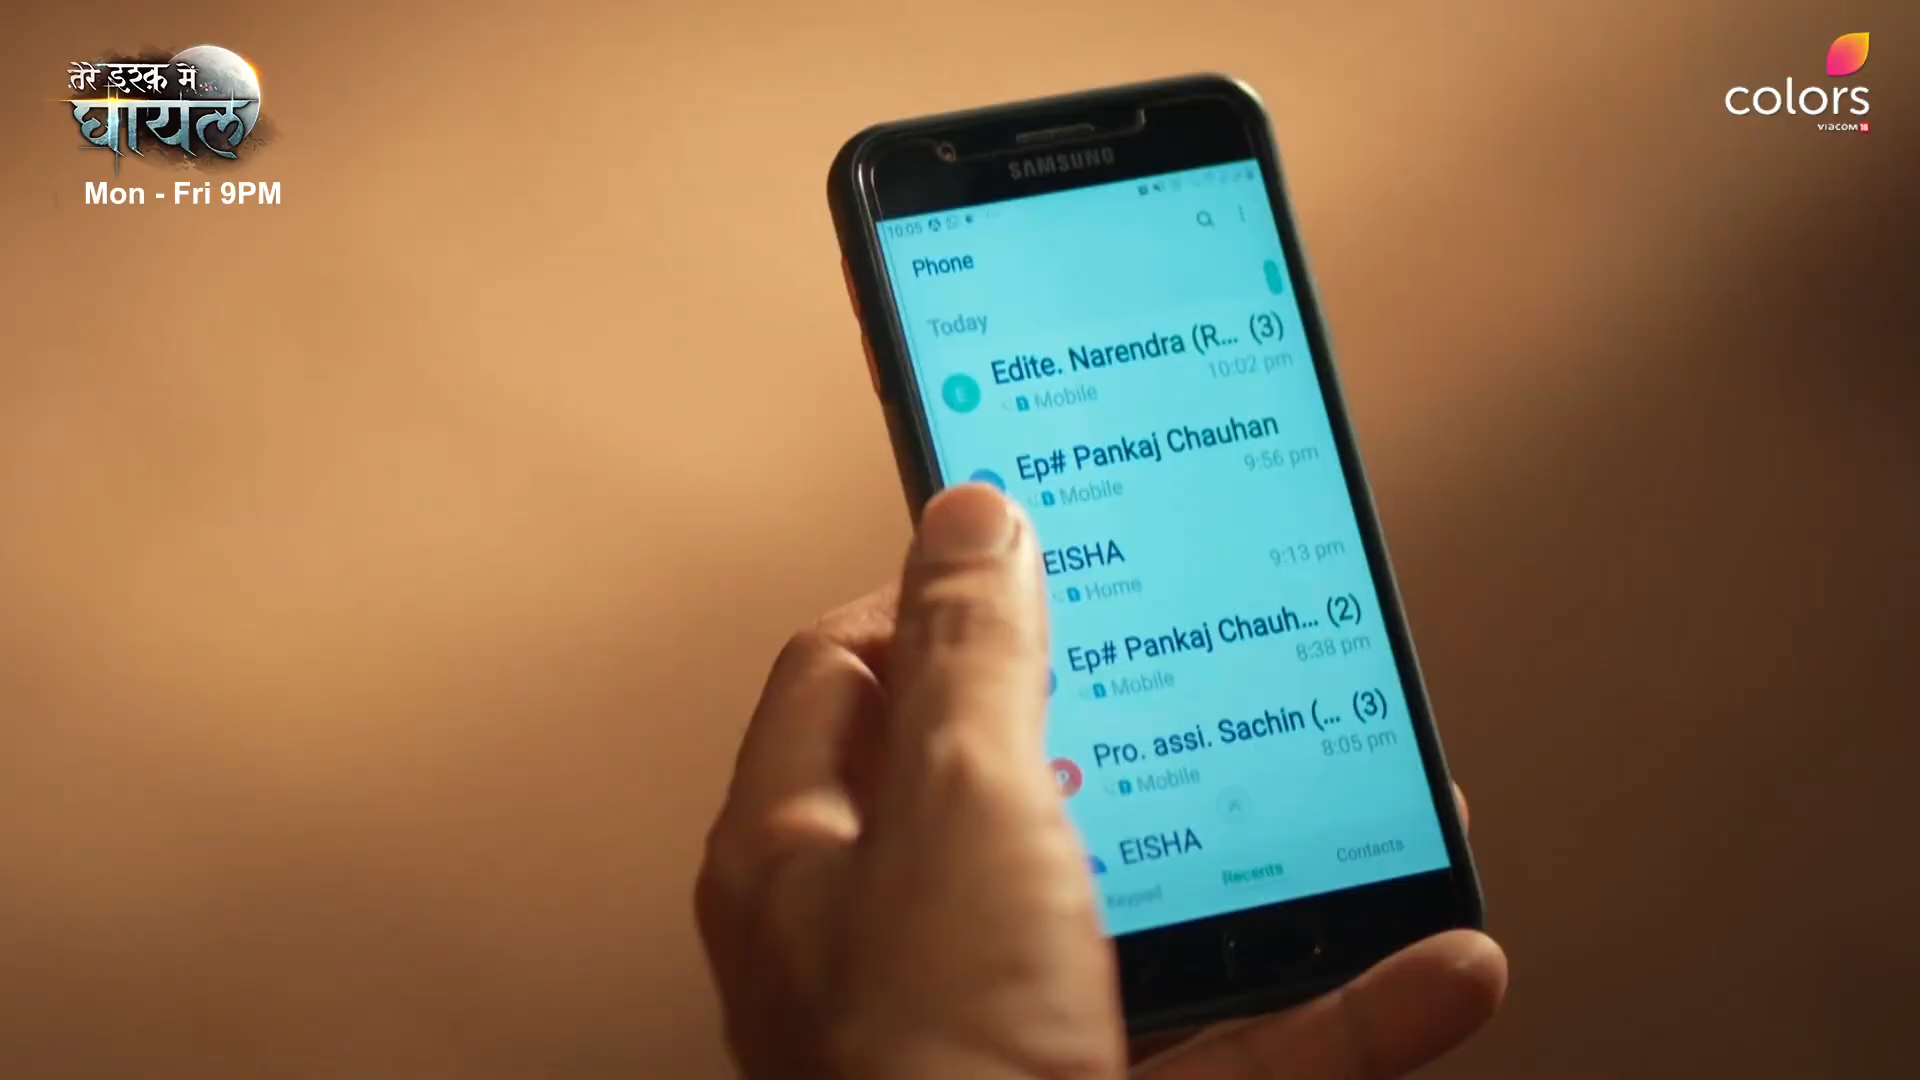 तेरे इश्क़ में
घायल
Mon - Fri 9PM
colors
VIACOM18
SAMSUNG
10:05
Phone
Today
Edite. Narendra (R... (3)
10:02 pm
Mobile
Ep# Pankaj Chauhan
9:56 pm
Mobile
EISHA
9:13 pm
Home
Ep# Pankaj Chauh... (2)
8:38 pm
Mobile
Pro. assi. Sachin (... (3)
8:05 pm
Mobile
EISHA
Keypad Recents Contacts